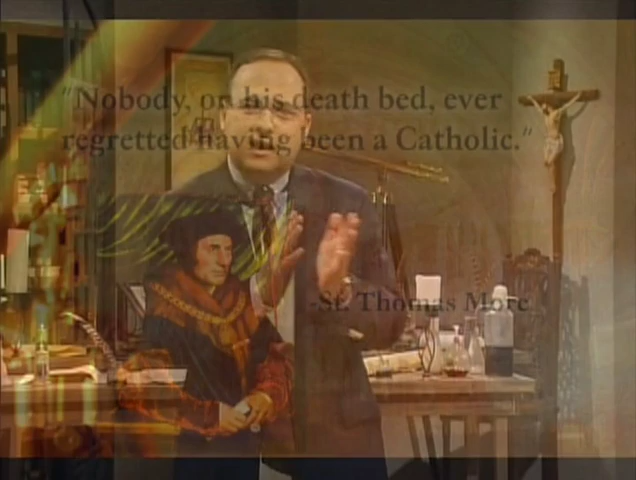 "Nobody, on his death bed, ever
regretted having been a Catholic."
-St. Thomas More